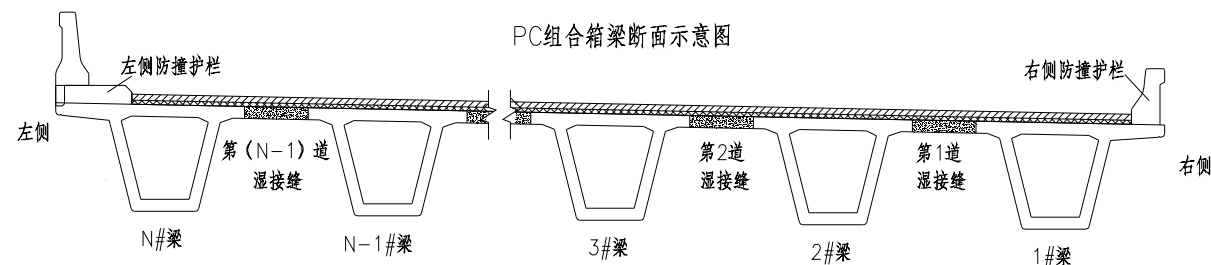 PC组合箱梁断面示意图
左侧防撞护栏
右侧防撞护栏
左侧
右侧
第(N-1)道
湿接缝
第2道
湿接缝
第1道
湿接缝
N#梁
N-1#梁
3#梁
2#梁
1#梁